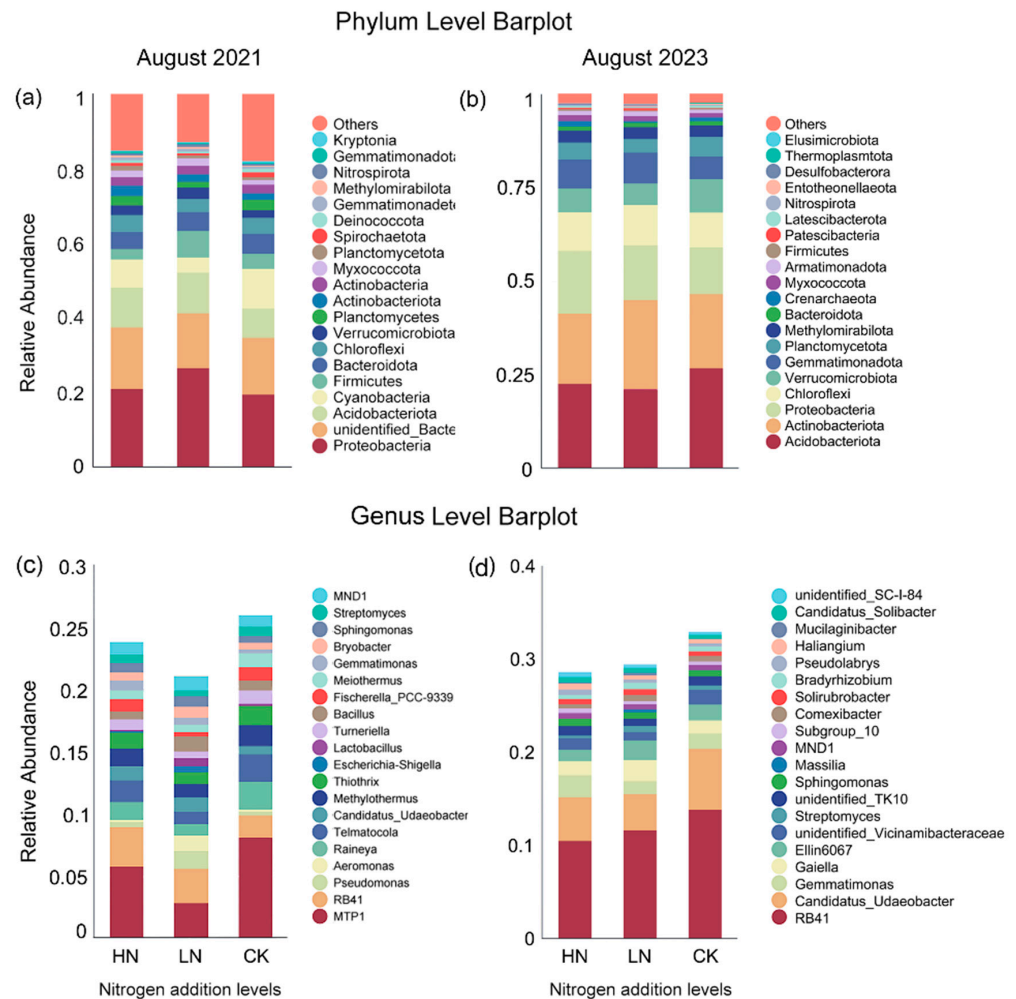 Phylum Level Barplot
August 2021
August 2023
(a)
Relative Abundance
1
0.8
0.6
0.4
0.2
0
Others
Kryptonia
Gemmatimonadota
Nitrospirota
Methylomirabilota
Gemmatimonadete
Deinococcota
Spirochaetota
Planctomycetota
Myxococcota
Actinobacteria
Actinobacteriota
Planctomycetes
Verrucomicrobiota
Chloroflexi
Bacteroidota
Firmicutes
Cyanobacteria
Acidobacteriota
unidentified_Bacte
Proteobacteria
(b)
1
0.75
0.5
0.25
0
Others
Elusimicrobiota
Thermoplasmtota
Desulfobacterora
Entotheonellaeota
Nitrospirota
Latescibacterota
Patescibacteria
Firmicutes
Armatimonadota
Myxococcota
Crenarchaeota
Bacteroidota
Methylomirabilota
Planctomycetota
Gemmatimonadota
Verrucomicrobiota
Chloroflexi
Proteobacteria
Actinobacteriota
Acidobacteriota
Genus Level Barplot
(c)
Relative Abundance
0.3
0.25
0.2
0.15
0.1
0.05
0
HN
LN
CK
Nitrogen addition levels
MND1
Streptomyces
Sphingomonas
Bryobacter
Gemmatimonas
Meiothermus
Fischerella_PCC-9339
Bacillus
Turneriella
Lactobacillus
Escherichia-Shigella
Thiothrix
Methylothermus
Candidatus_Udaeobacter
Telmatocola
Raineya
Aeromonas
Pseudomonas
RB41
MTP1
(d)
0.4
0.3
0.2
0.1
0
HN
LN
CK
Nitrogen addition levels
unidentified_SC-I-84
Candidatus_Solibacter
Mucilaginibacter
Haliangium
Pseudolabrys
Bradyrhizobium
Solirubrobacter
Comexibacter
Subgroup_10
MND1
Massilia
Sphingomonas
unidentified_TK10
Streptomyces
unidentified_Vicinamibacteraceae
Ellin6067
Gaiella
Gemmatimonas
Candidatus_Udaeobacter
RB41